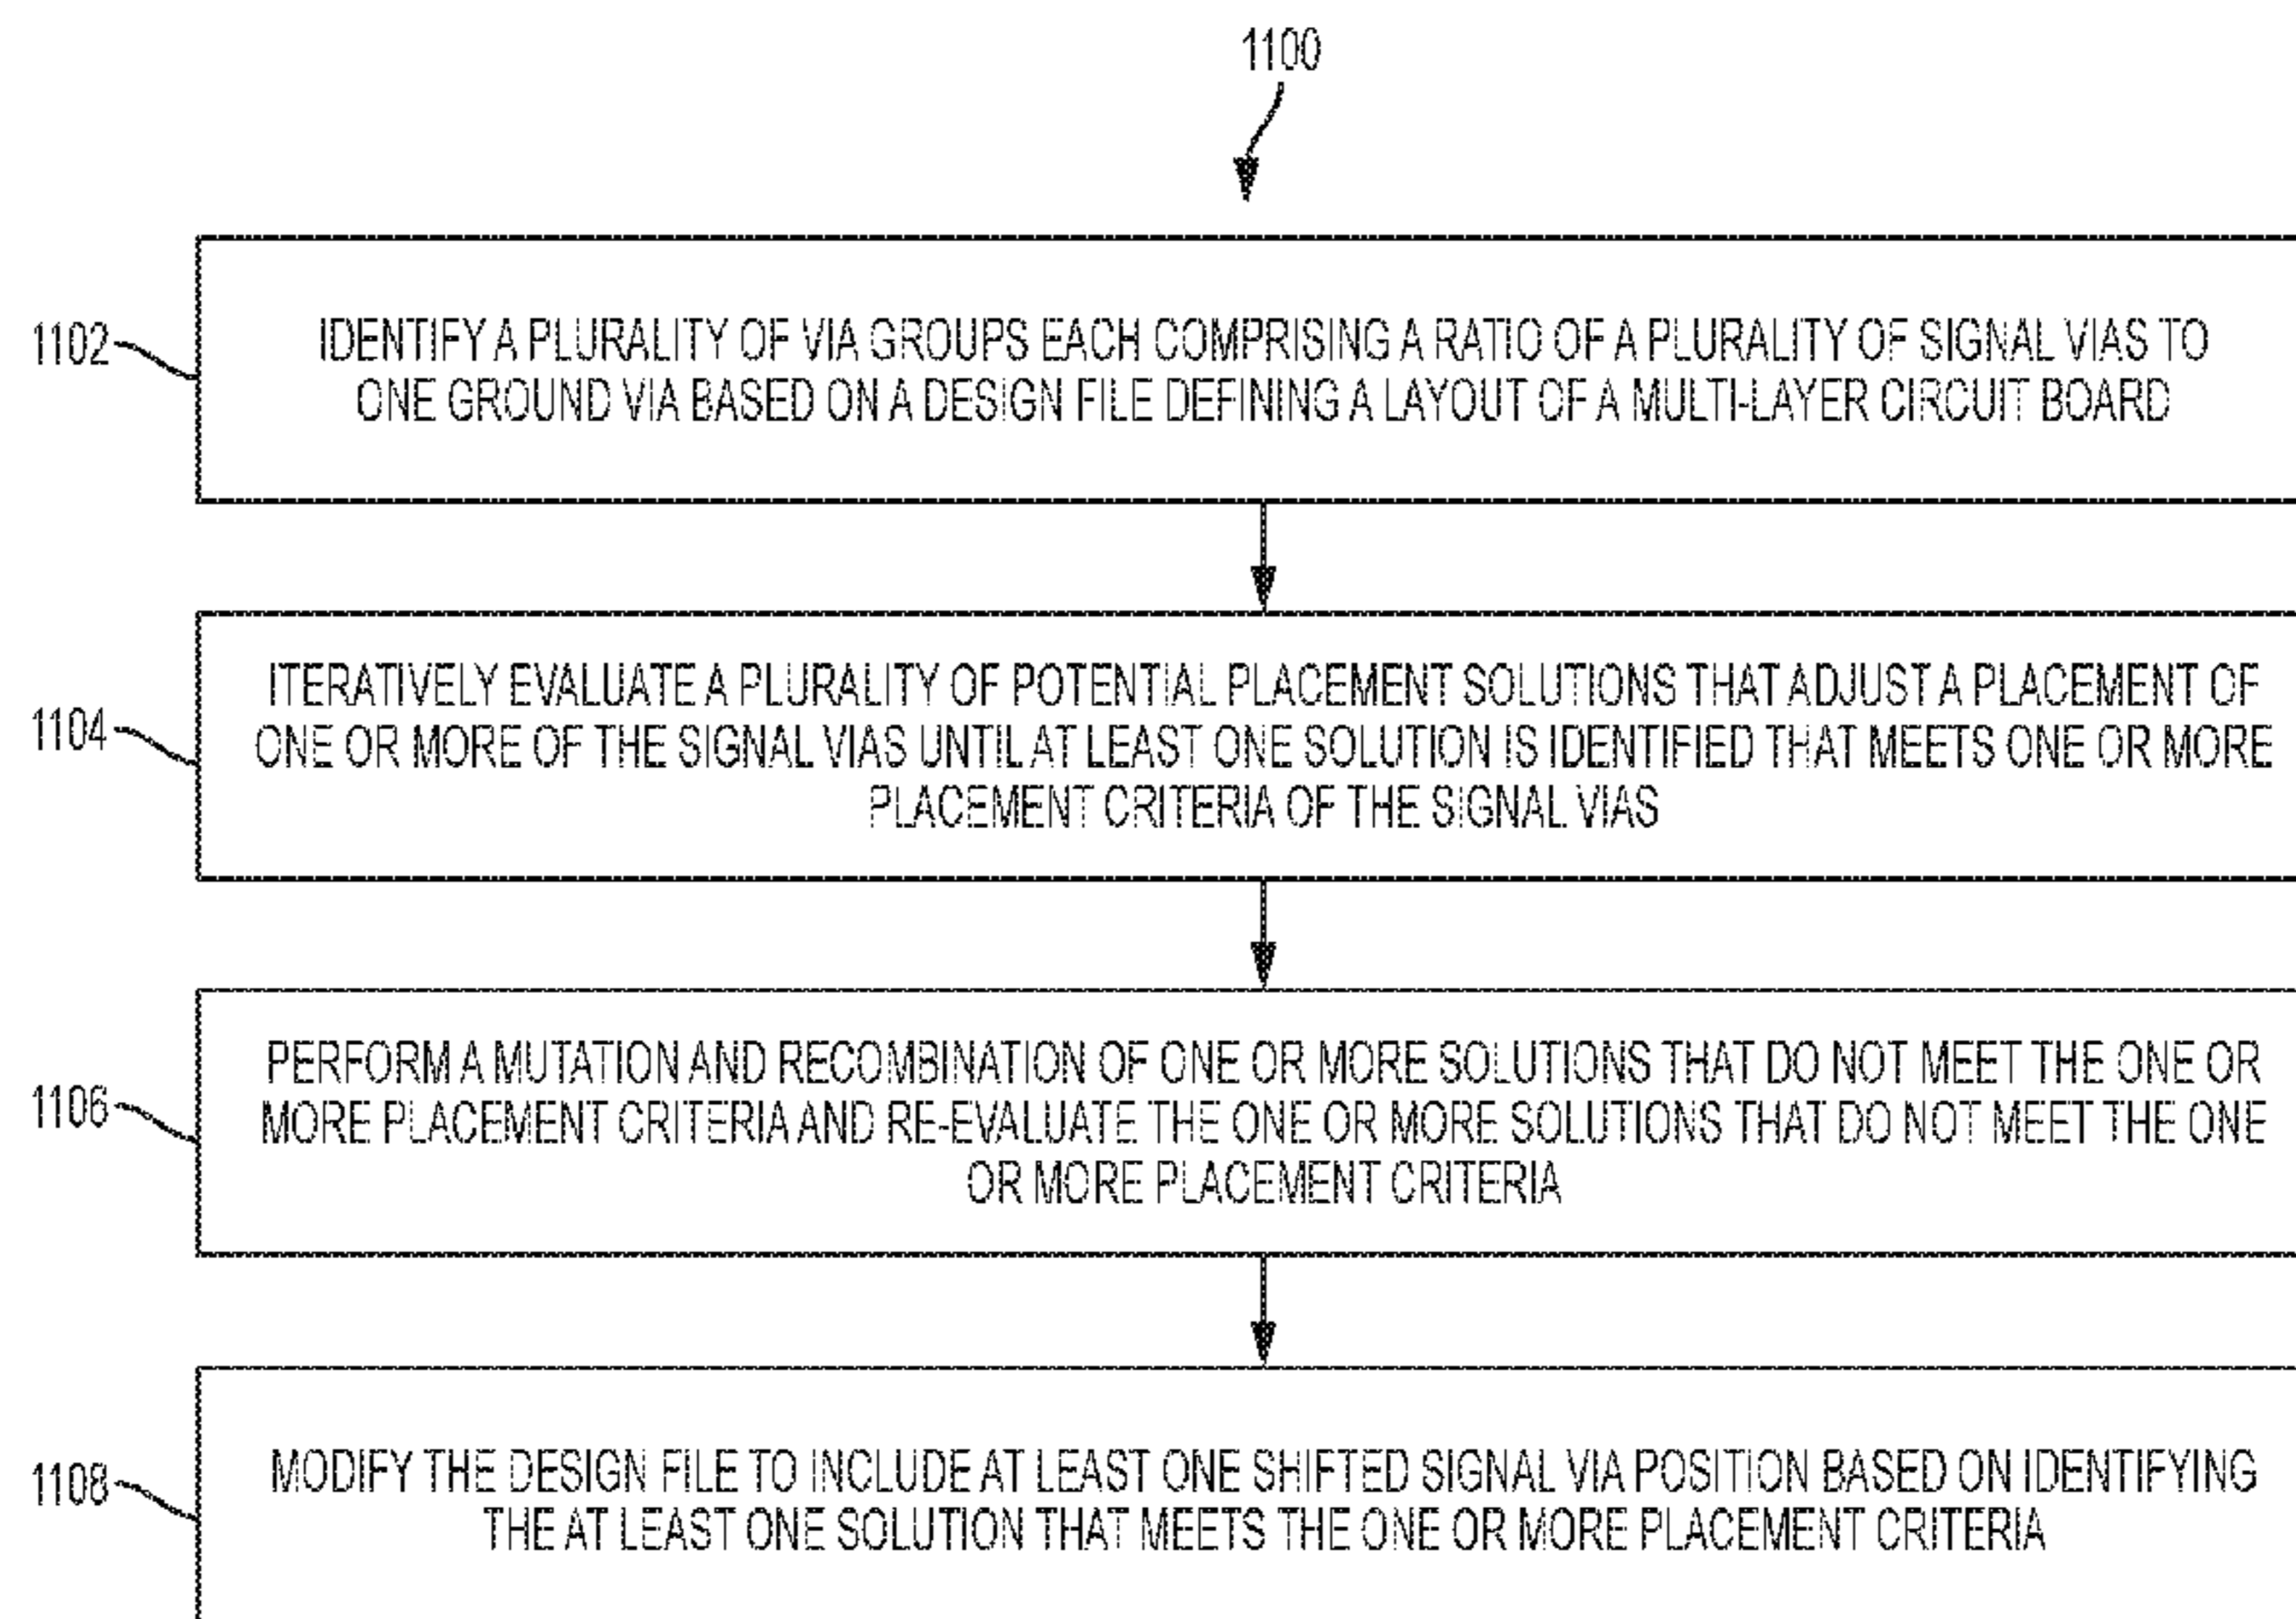 1100
1102
IDENTIFY A PLURALITY OF VIA GROUPS EACH COMPRISING A RATIO OF A PLURALITY OF SIGNAL VIAS TO
ONE GROUND VIA BASED ON A DESIGN FILE DEFINING A LAYOUT OF A MULTI-LAYER CIRCUIT BOARD
1104
ITERATIVELY EVALUATE A PLURALITY OF POTENTIAL PLACEMENT SOLUTIONS THAT ADJUST A PLACEMENT OF
ONE OR MORE OF THE SIGNAL VIAS UNTIL AT LEAST ONE SOLUTION IS IDENTIFIED THAT MEETS ONE OR MORE
PLACEMENT CRITERIA OF THE SIGNAL VIAS
1106
PERFORM A MUTATION AND RECOMBINATION OF ONE OR MORE SOLUTIONS THAT DO NOT MEET THE ONE OR
MORE PLACEMENT CRITERIA AND RE-EVALUATE THE ONE OR MORE SOLUTIONS THAT DO NOT MEET THE ONE
OR MORE PLACEMENT CRITERIA
1108
MODIFY THE DESIGN FILE TO INCLUDE AT LEAST ONE SHIFTED SIGNAL VIA POSITION BASED ON IDENTIFYING
THE AT LEAST ONE SOLUTION THAT MEETS THE ONE OR MORE PLACEMENT CRITERIA